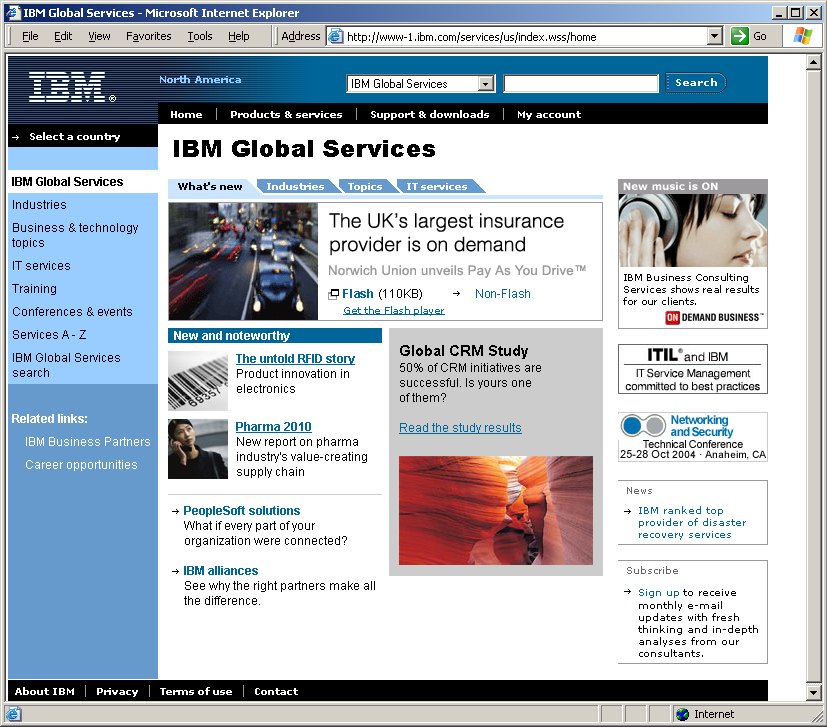 IBM Global Services - Microsoft Internet Explorer
File Edit View Favorites Tools Help
Address http://www-1.ibm.com/services/us/index.wss/home Go
IBM®
North America
IBM Global Services
Search
Home Products & services Support & downloads My account
→ Select a country
IBM Global Services
IBM Global Services
Industries
Business & technology
topics
IT services
Training
Conferences & events
Services A - Z
IBM Global Services
search
Related links:
IBM Business Partners
Career opportunities
What's new Industries Topics IT services
The UK's largest insurance
provider is on demand
Norwich Union unveils Pay As You Drive™
Flash (110KB) → Non-Flash
Get the Flash player
New and noteworthy
The untold RFID story
Product innovation in
electronics
69357
Pharma 2010
New report on pharma
industry's value-creating
supply chain
→ PeopleSoft solutions
What if every part of your
organization were connected?
→ IBM alliances
See why the right partners make all
the difference.
Global CRM Study
50% of CRM initiatives are
successful. Is yours one
of them?
Read the study results
New music is ON
IBM Business Consulting
Services shows real results
for our clients.
ON DEMAND BUSINESS™
ITIL® and IBM
IT Service Management
committed to best practices
Networking
and Security
Technical Conference
25-28 Oct 2004 · Anaheim, CA
News
→ IBM ranked top
provider of disaster
recovery services
Subscribe
→ Sign up to receive
monthly e-mail
updates with fresh
thinking and in-depth
analyses from our
consultants.
About IBM Privacy Terms of use Contact
Internet